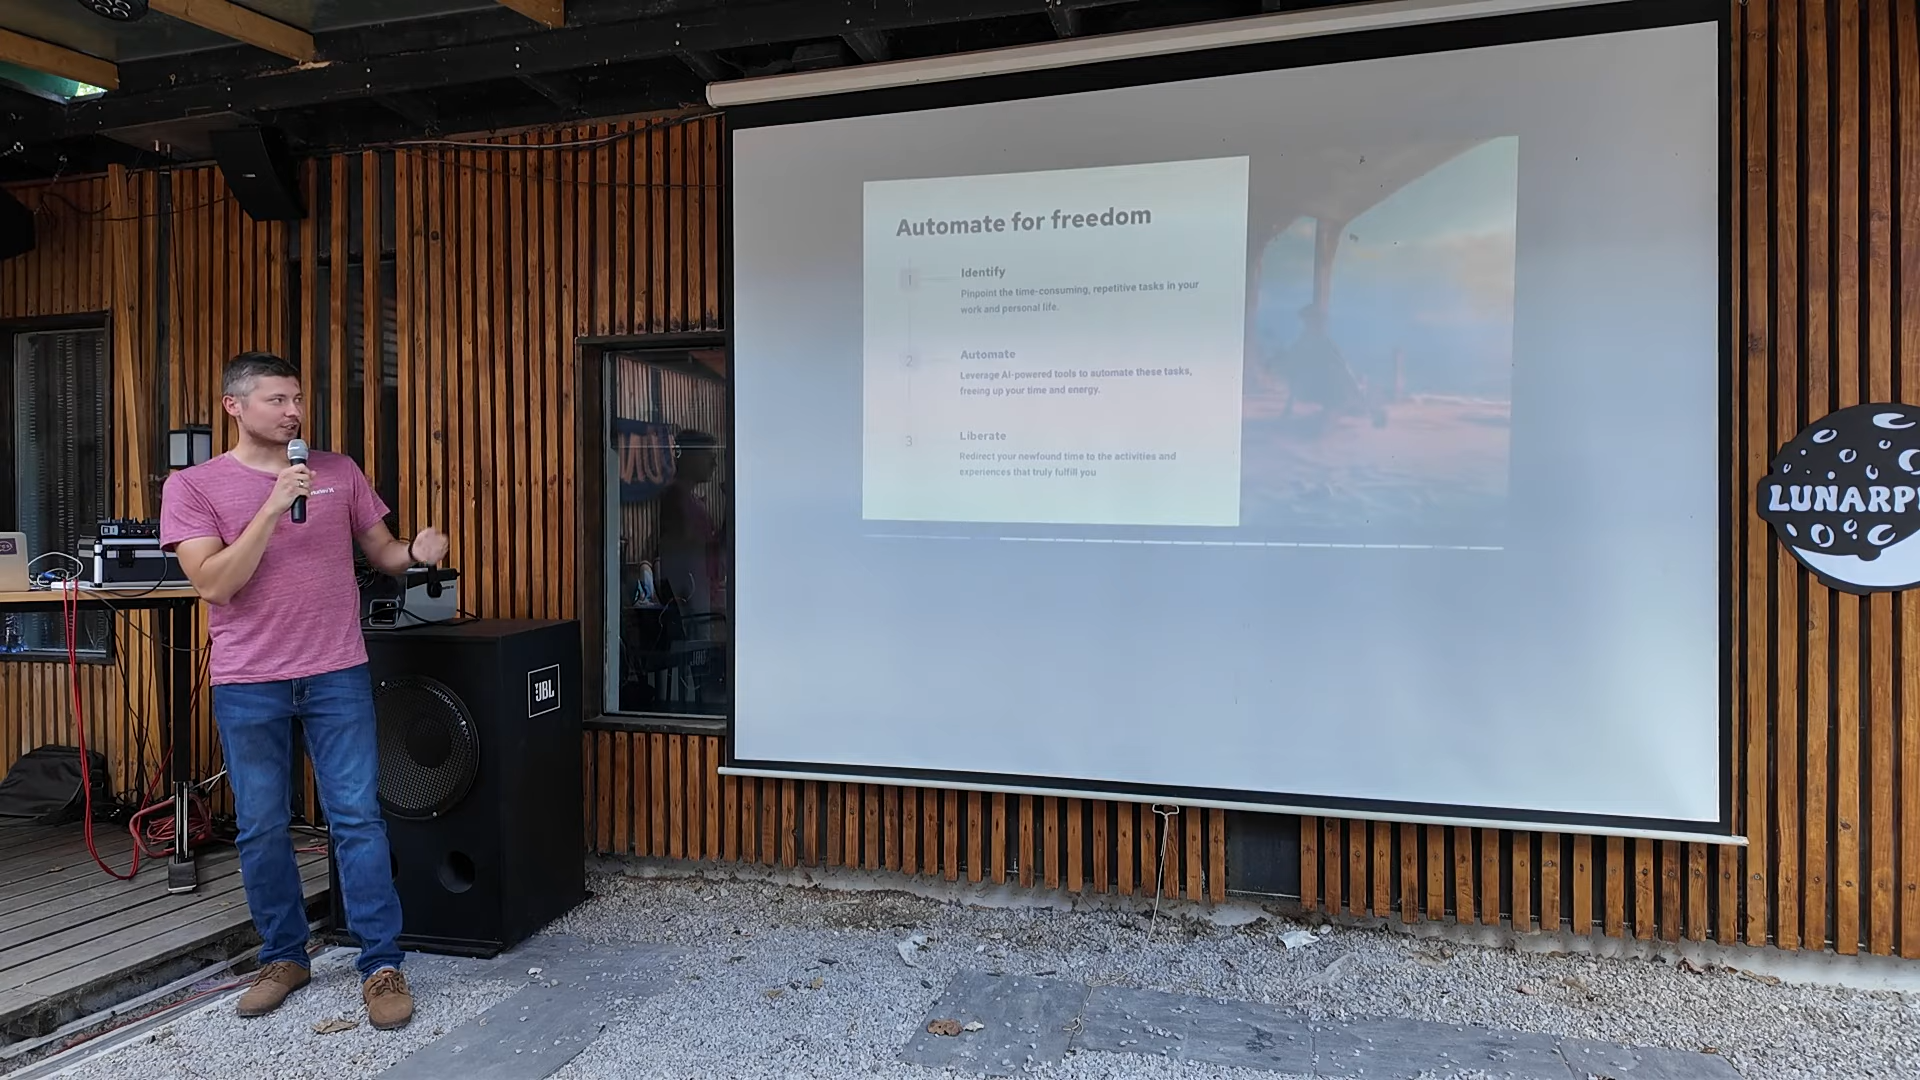 Automate for freedom
1
Identify
Pinpoint the time-consuming, repetitive tasks in your
work and personal life.
2
Automate
Leverage AI-powered tools to automate these tasks,
freeing up your time and energy.
3
Liberate
Redirect your newfound time to the activities and
experiences that truly fulfill you
JBL
Hurley